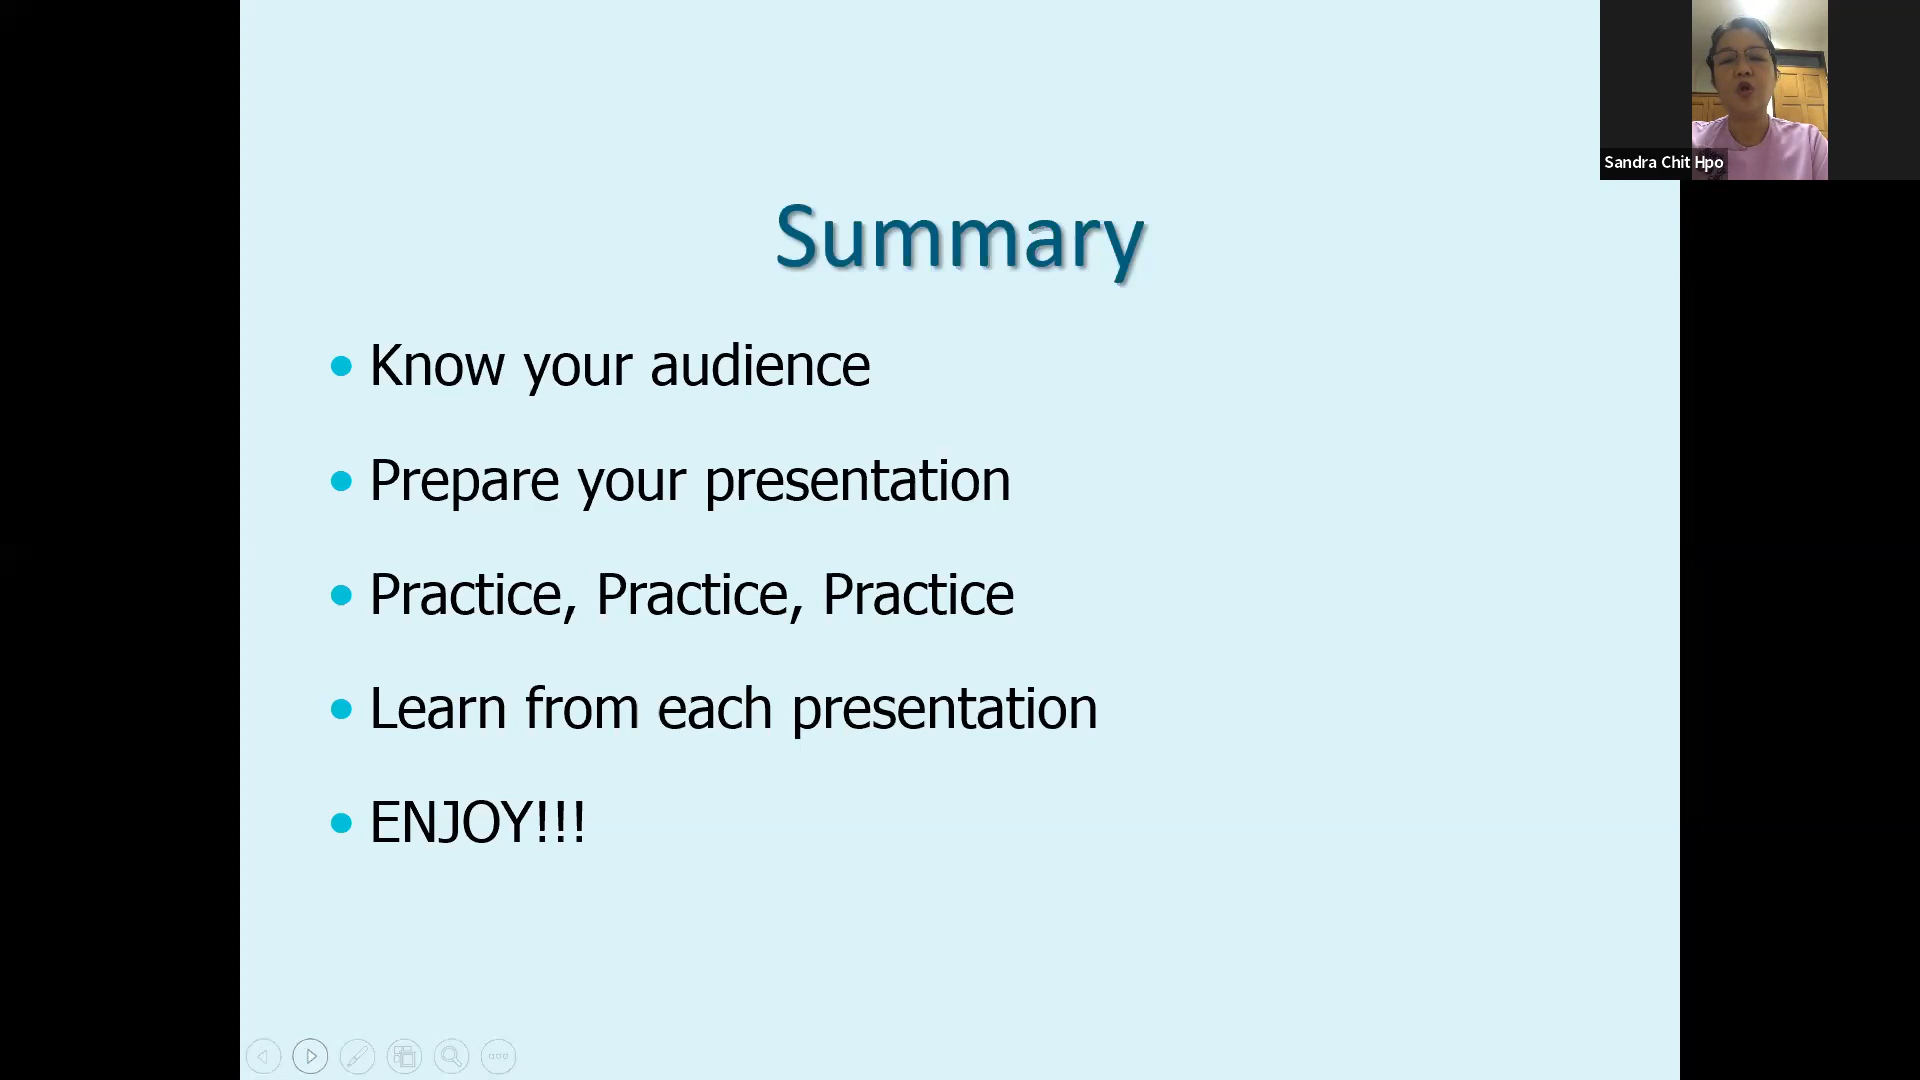 Sandra Chit Hpo
Summary
• Know your audience
• Prepare your presentation
• Practice, Practice, Practice
• Learn from each presentation
• ENJOY!!!